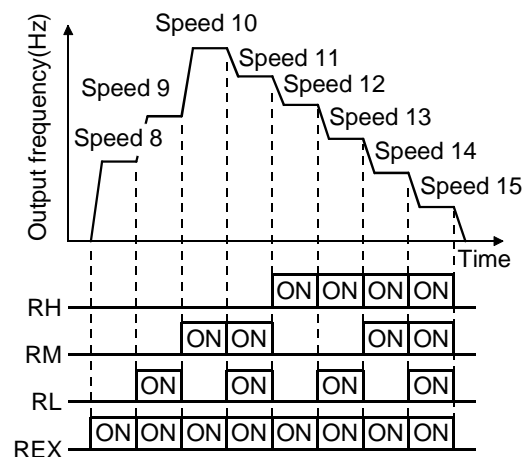 Output frequency(Hz)
Speed 10
Speed 11
Speed 9
Speed 12
Speed 13
Speed 8
Speed 14
Speed 15
Time
RH ON ON ON ON
RM ON ON ON ON
RL ON ON ON ON
REX ON ON ON ON ON ON ON ON